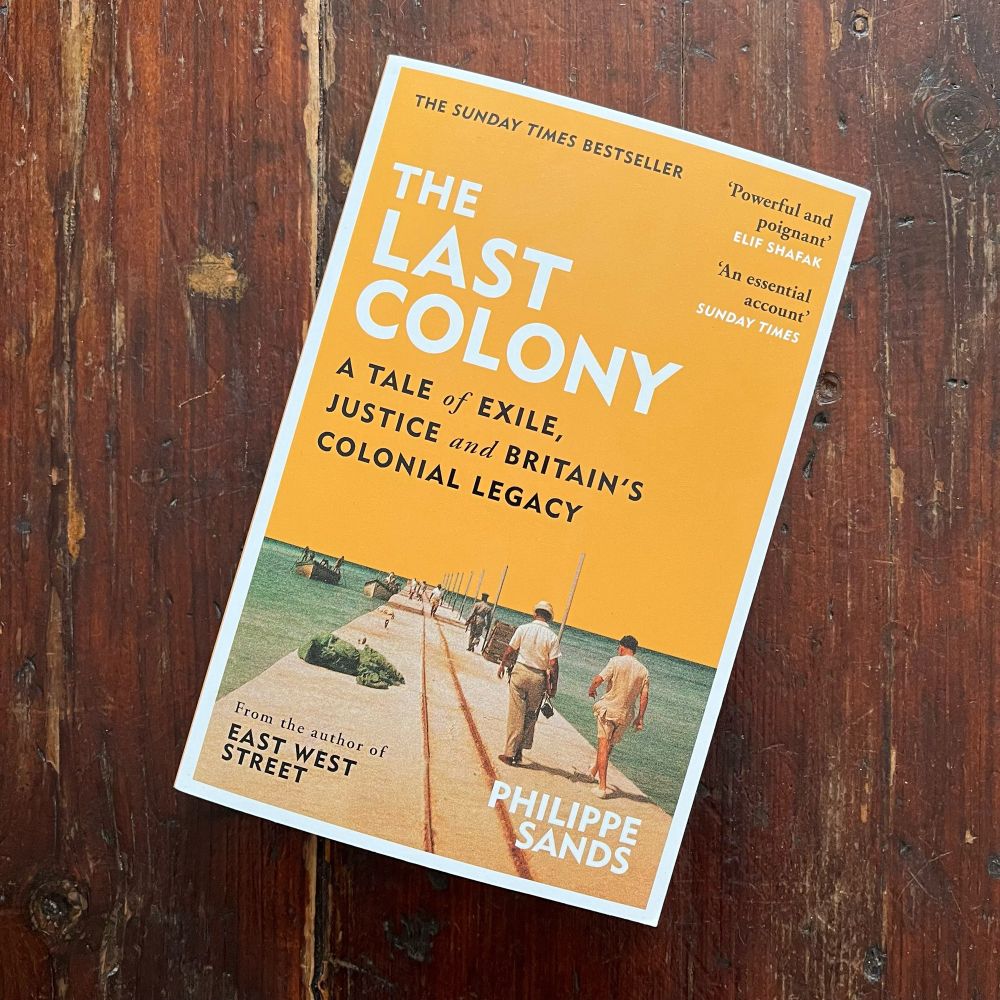 THE SUNDAY TIMES BESTSELLER
‘Powerful and
poignant’
ELIF SHAFAK
‘An essential
account’
SUNDAY TIMES
THE
LAST
COLONY
A TALE of EXILE,
JUSTICE and BRITAIN’S
COLONIAL LEGACY
From the author of
EAST WEST
STREET
PHILIPPE
SANDS